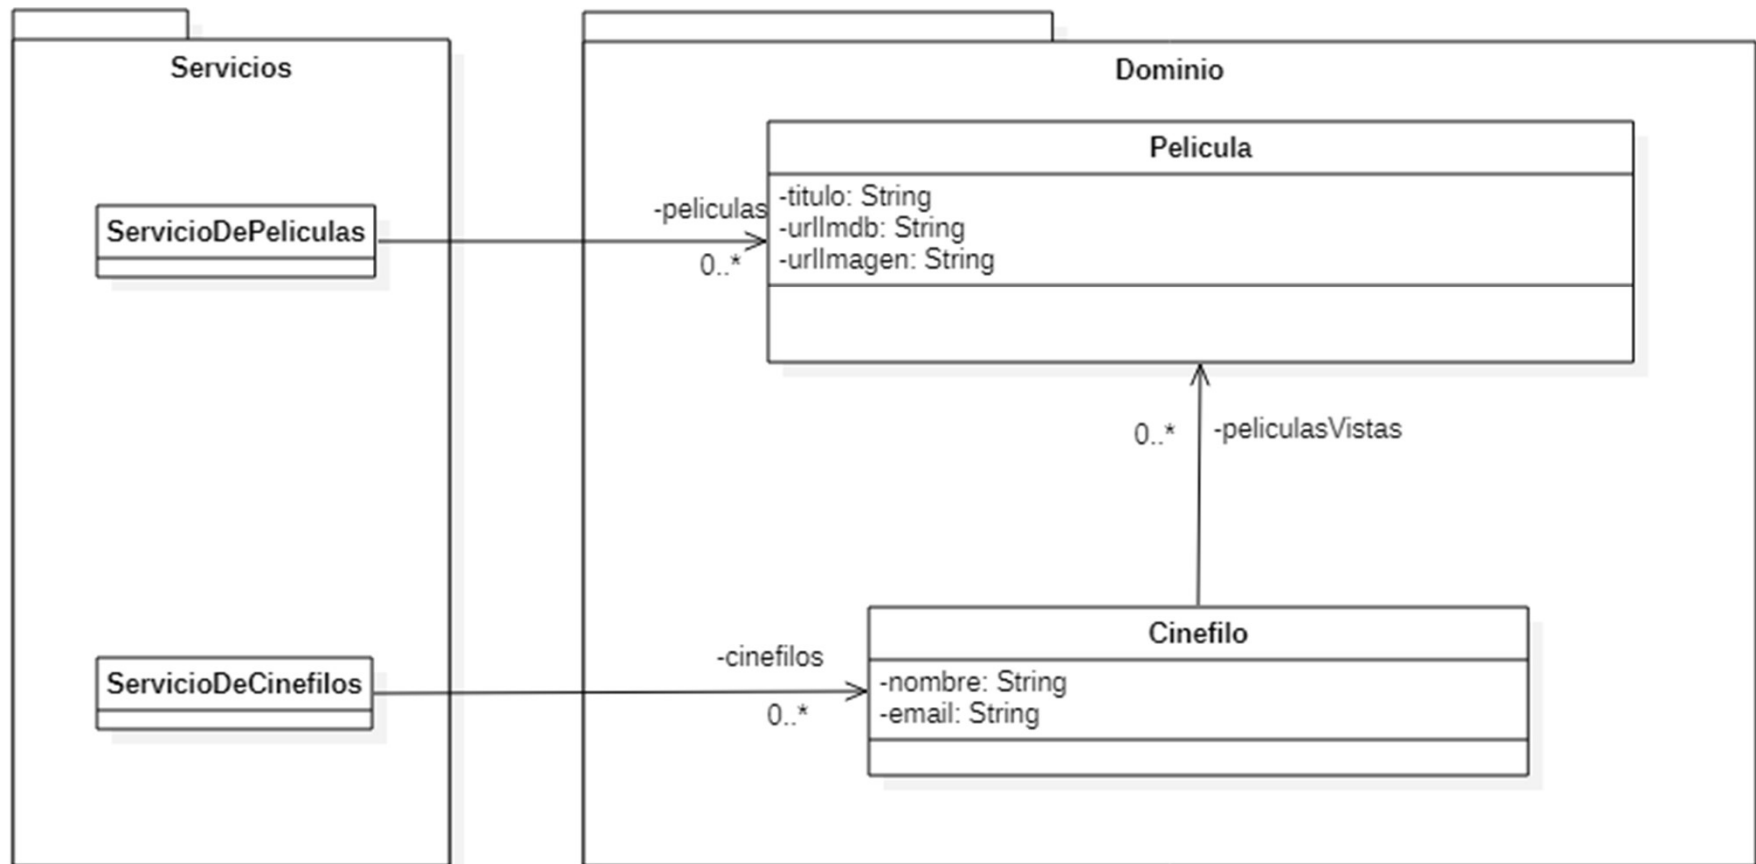 Servicios
ServicioDePeliculas
ServicioDeCinefilos
Dominio
-peliculas
0..*
Pelicula
-titulo: String
-urlImdb: String
-urlImagen: String
0..*
-peliculasVistas
-cinefilos
0..*
Cinefilo
-nombre: String
-email: String